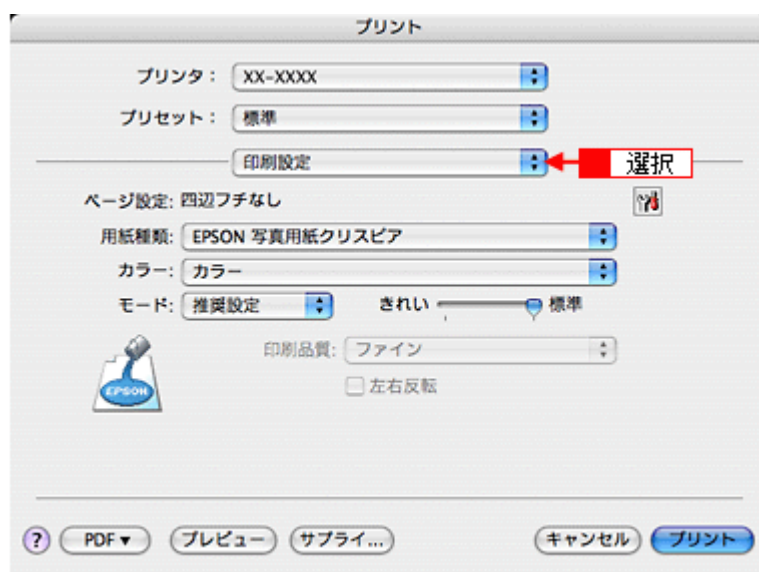 プリント
プリンタ： XX-XXXX
プリセット： 標準
印刷設定 選択
ページ設定: 四辺フチなし
用紙種類: EPSON 写真用紙クリスピア
カラー: カラー
モード: 推奨設定 きれい 標準
印刷品質: ファイン
EPSON 左右反転
? PDF▼ プレビュー サプライ... キャンセル プリント